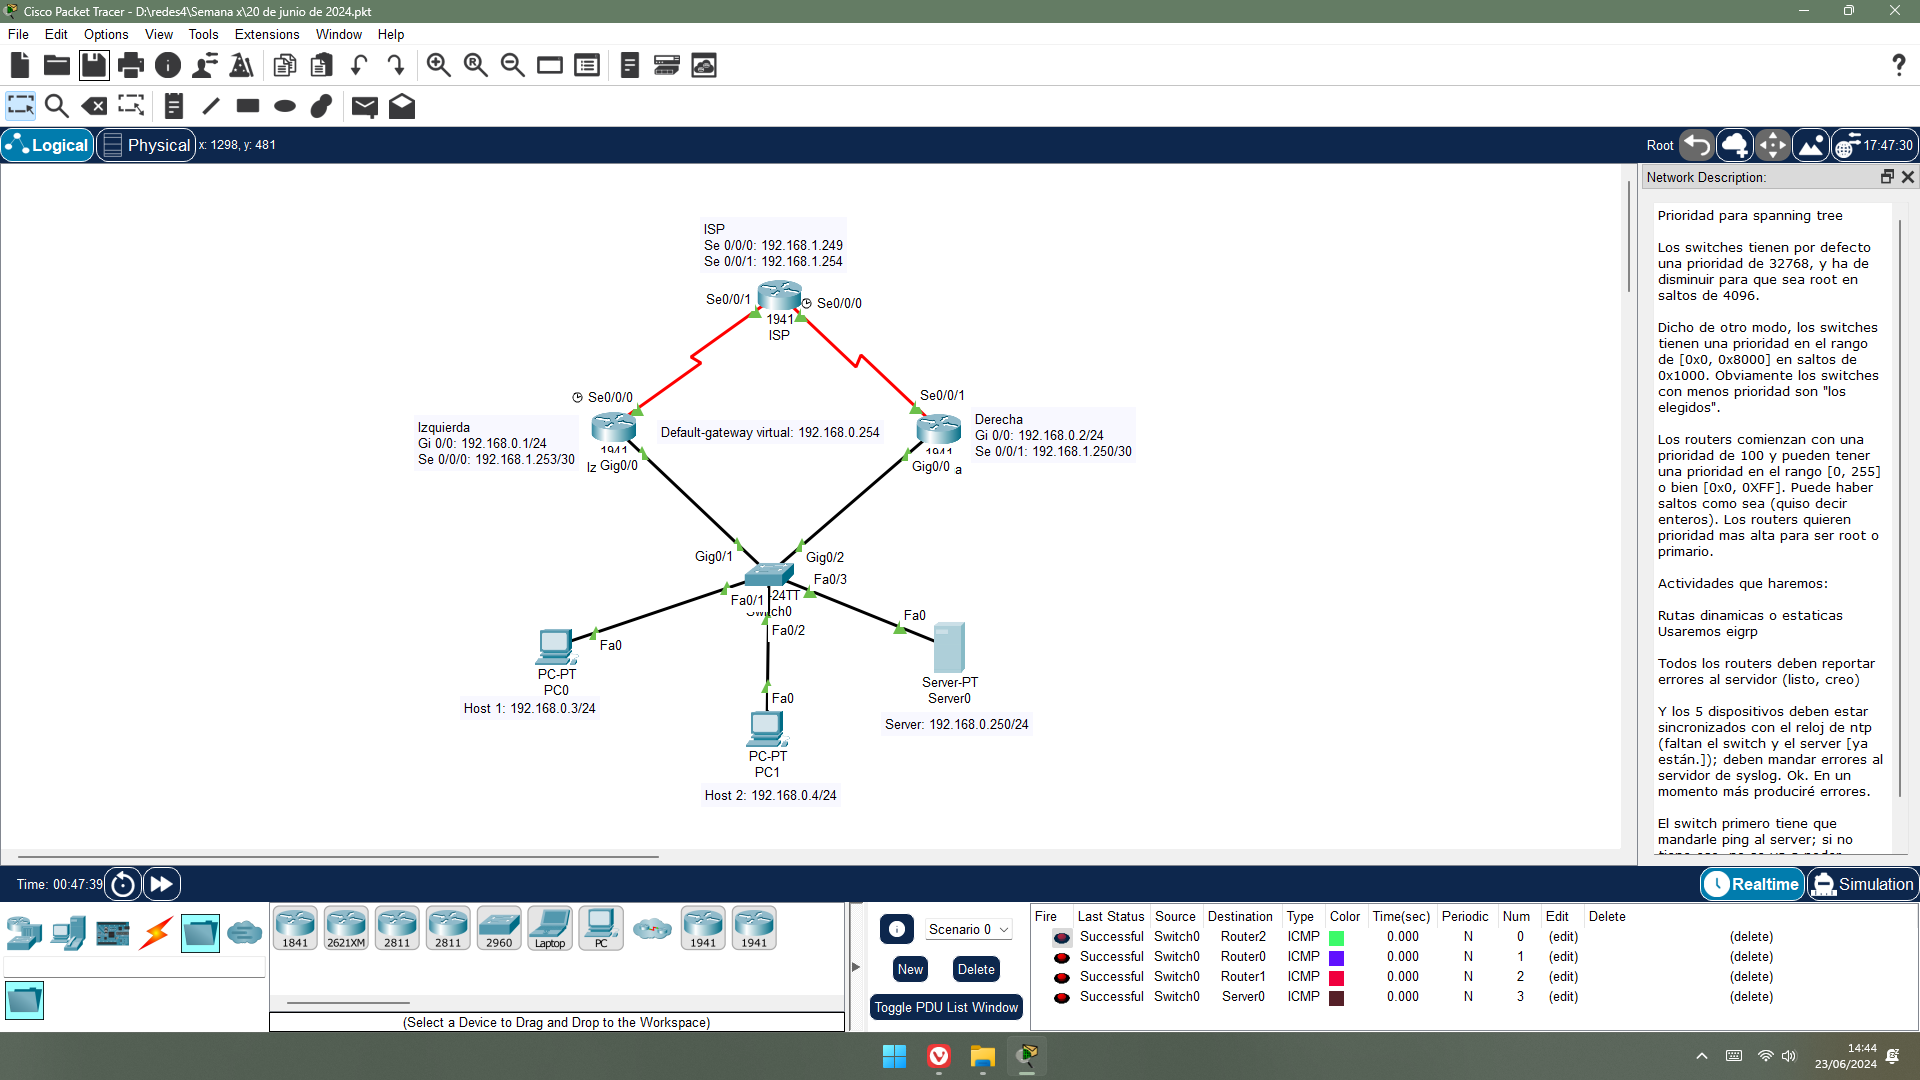 Cisco Packet Tracer - D:\redes4\Semana x\20 de junio de 2024.pkt
File Edit Options View Tools Extensions Window Help
Logical Physical x: 1298, y: 481 Root 17:47:30
Network Description:
Prioridad para spanning tree
Los switches tienen por defecto
una prioridad de 32768, y ha de
disminuir para que sea root en
saltos de 4096.
Dicho de otro modo, los switches
tienen una prioridad en el rango
de [0x0, 0x8000] en saltos de
0x1000. Obviamente los switches
con menos prioridad son "los
elegidos".
Los routers comienzan con una
prioridad de 100 y pueden tener
una prioridad en el rango [0, 255]
o bien [0x0, 0XFF]. Puede haber
saltos como sea (quiso decir
enteros). Los routers quieren
prioridad mas alta para ser root o
primario.
Actividades que haremos:
Rutas dinamicas o estaticas
Usaremos eigrp
Todos los routers deben reportar
errores al servidor (listo, creo)
Y los 5 dispositivos deben estar
sincronizados con el reloj de ntp
(faltan el switch y el server [ya
están.]); deben mandar errores al
servidor de syslog. Ok. En un
momento más produciré errores.
El switch primero tiene que
mandarle ping al server; si no
ISP
Se 0/0/0: 192.168.1.249
Se 0/0/1: 192.168.1.254
Se0/0/1
Se0/0/0
1941
ISP
Se0/0/0
Se0/0/1
Izquierda
Gi 0/0: 192.168.0.1/24
Se 0/0/0: 192.168.1.253/30
1941
Iz Gig0/0
Default-gateway virtual: 192.168.0.254
Derecha
Gi 0/0: 192.168.0.2/24
Se 0/0/1: 192.168.1.250/30
1941
Gig0/0 a
Gig0/1
Gig0/2
Fa0/3
Fa0/1
-24TT
Fa0/2
Fa0
PC-PT
PC0
Host 1: 192.168.0.3/24
Fa0
PC-PT
PC1
Host 2: 192.168.0.4/24
Fa0
Server-PT
Server0
Server: 192.168.0.250/24
Time: 00:47:39 Realtime Simulation
1841 2621XM 2811 2811 2960 Laptop PC 1941 1941
(Select a Device to Drag and Drop to the Workspace)
Scenario 0
New Delete
Toggle PDU List Window
Fire Last Status Source Destination Type Color Time(sec) Periodic Num Edit Delete
Successful Switch0 Router2 ICMP 0.000 N 0 (edit) (delete)
Successful Switch0 Router0 ICMP 0.000 N 1 (edit) (delete)
Successful Switch0 Router1 ICMP 0.000 N 2 (edit) (delete)
Successful Switch0 Server0 ICMP 0.000 N 3 (edit) (delete)
14:44
23/06/2024